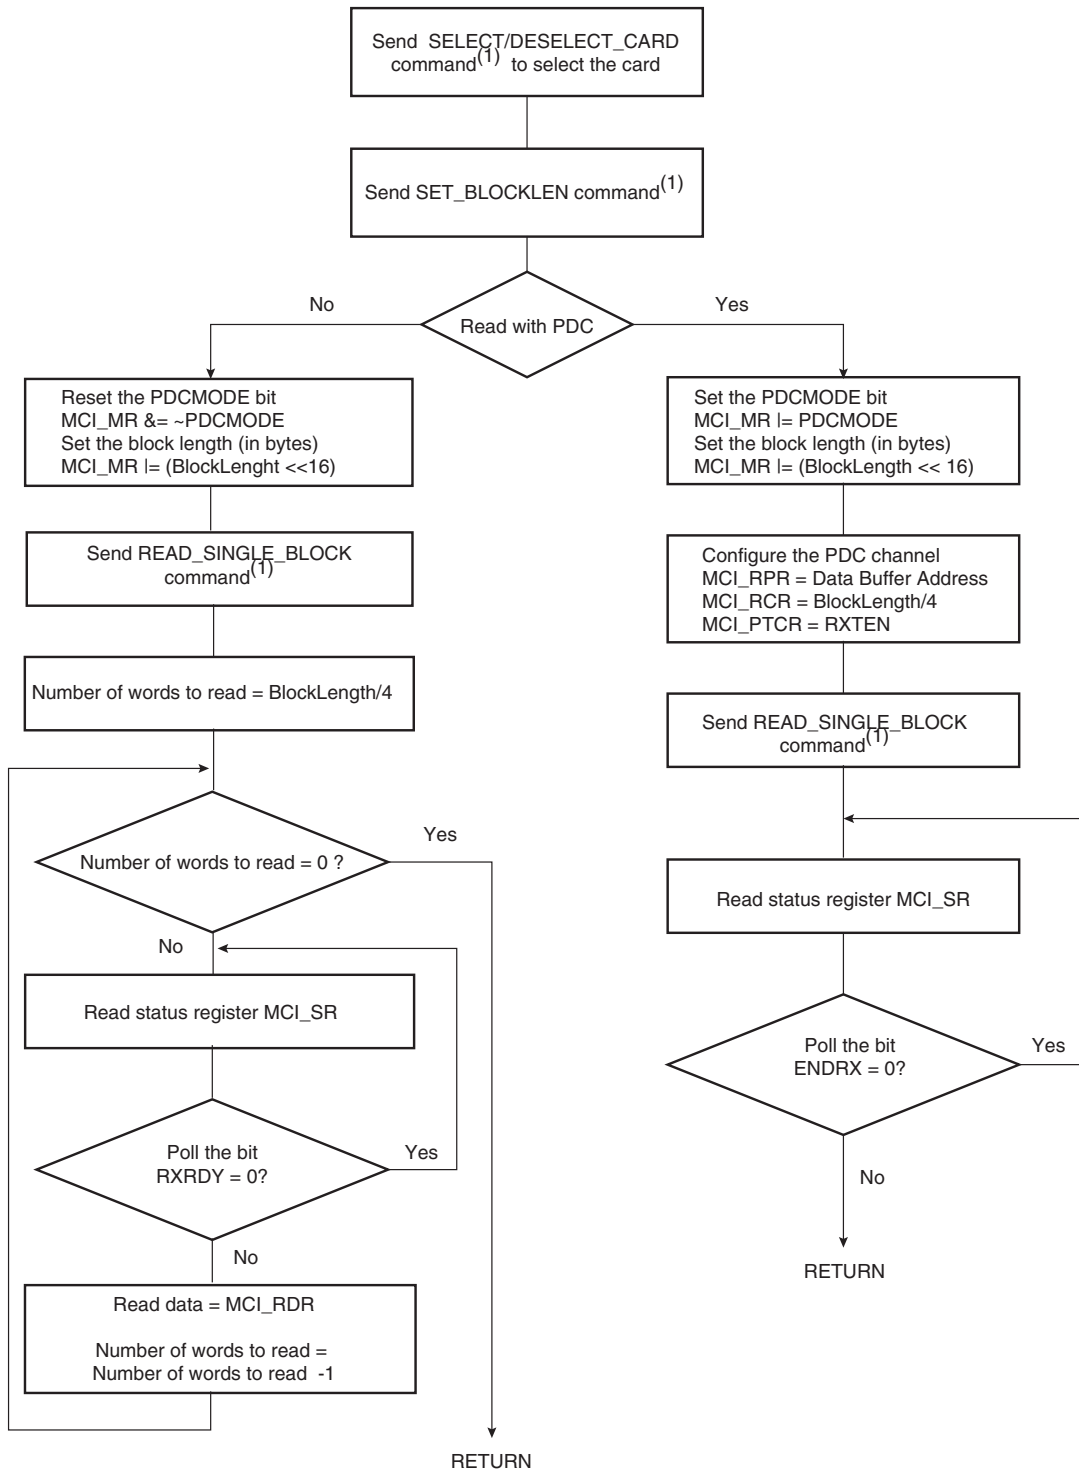 Send SELECT/DESELECT_CARD
command(1) to select the card
Send SET_BLOCKLEN command(1)
No
Yes
Read with PDC
Reset the PDCMODE bit
MCI_MR &= ~PDCMODE
Set the block length (in bytes)
MCI_MR |= (BlockLenght <<16)
Send READ_SINGLE_BLOCK
command(1)
Number of words to read = BlockLength/4
Number of words to read = 0 ?
Yes
No
Read status register MCI_SR
Poll the bit
RXRDY = 0?
Yes
No
Read data = MCI_RDR
Number of words to read =
Number of words to read -1
RETURN
Set the PDCMODE bit
MCI_MR |= PDCMODE
Set the block length (in bytes)
MCI_MR |= (BlockLength << 16)
Configure the PDC channel
MCI_RPR = Data Buffer Address
MCI_RCR = BlockLength/4
MCI_PTCR = RXTEN
Send READ_SINGLE_BLOCK
command(1)
Read status register MCI_SR
Poll the bit
ENDRX = 0?
Yes
No
RETURN